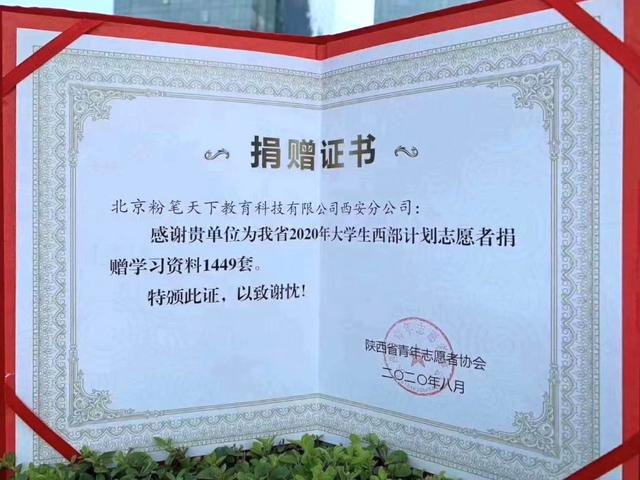 捐赠证书
北京粉笔天下教育科技有限公司西安分公司：
感谢贵单位为我省2020年大学生西部计划志愿者捐
赠学习资料1449套。
特颁此证，以致谢忱！
陕西省青年志愿者协会
二〇二〇年八月